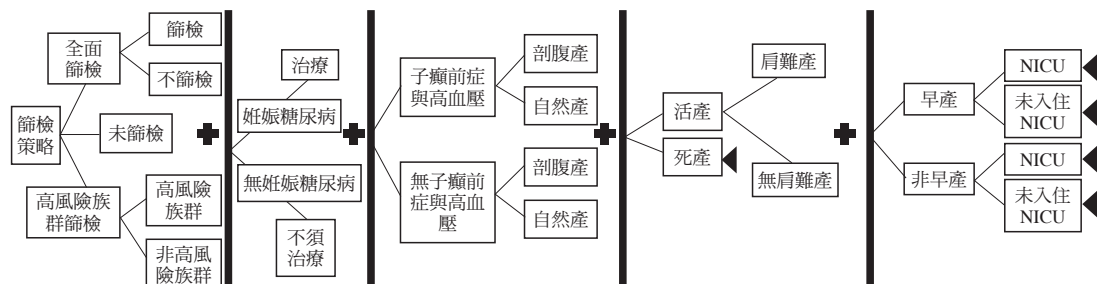 篩檢
策略
全面
篩檢
篩檢
不篩檢
未篩檢
高風險族
群篩檢
高風險
族群
非高風
險族群
治療
妊娠糖尿病
無妊娠糖尿病
不須
治療
子癲前症
與高血壓
剖腹產
自然產
無子癲前
症與高血
壓
剖腹產
自然產
活產
死產
肩難產
無肩難產
早產
NICU
未入住
NICU
非早產
NICU
未入住
NICU